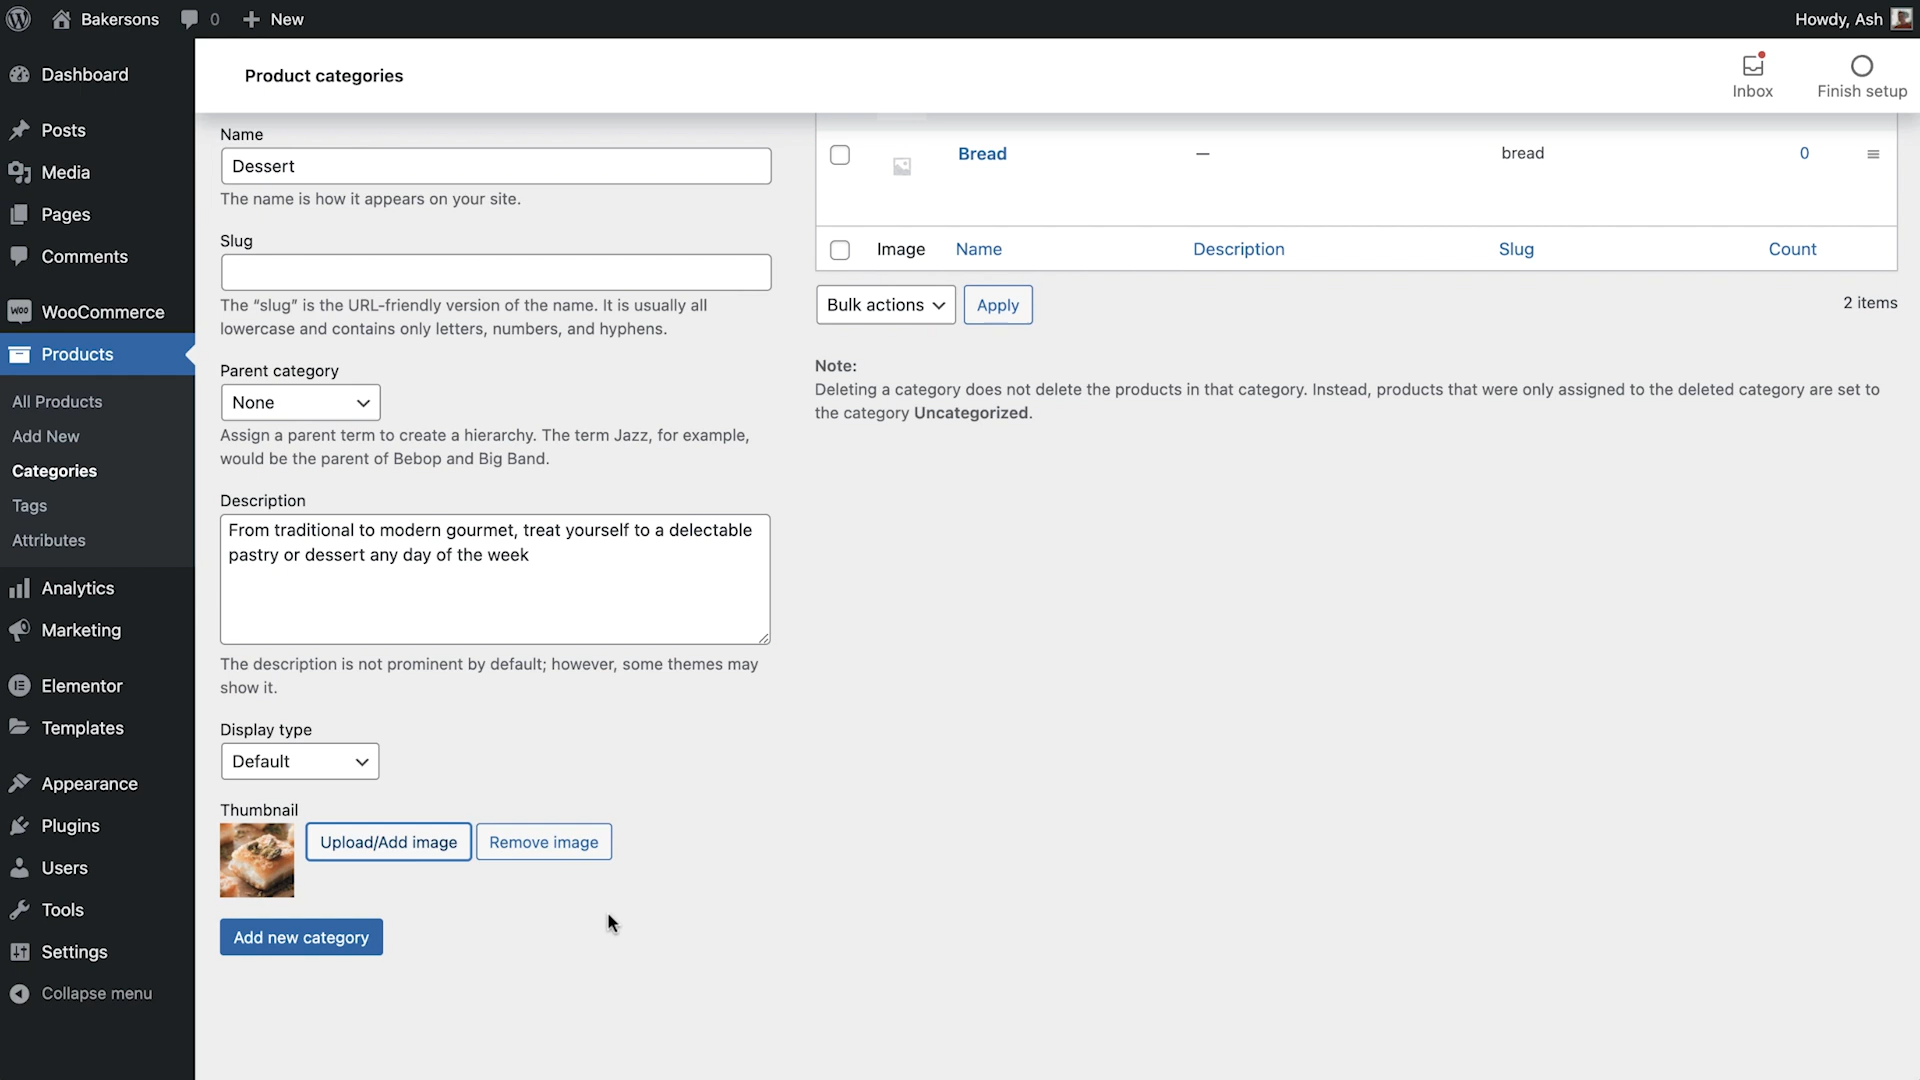 Bakersons
0
New
Howdy, Ash
Dashboard
Posts
Media
Pages
Comments
WooCommerce
Products
All Products
Add New
Categories
Tags
Attributes
Analytics
Marketing
Elementor
Templates
Appearance
Plugins
Users
Tools
Settings
Collapse menu
Product categories
Inbox
Finish setup
Name
Dessert
The name is how it appears on your site.
Slug
The “slug” is the URL-friendly version of the name. It is usually all
lowercase and contains only letters, numbers, and hyphens.
Parent category
None
Assign a parent term to create a hierarchy. The term Jazz, for example,
would be the parent of Bebop and Big Band.
Description
From traditional to modern gourmet, treat yourself to a delectable
pastry or dessert any day of the week
The description is not prominent by default; however, some themes may
show it.
Display type
Default
Thumbnail
Upload/Add image
Remove image
Add new category
Bread — bread 0
Image Name Description Slug Count
Bulk actions
Apply
2 items
Note:
Deleting a category does not delete the products in that category. Instead, products that were only assigned to the deleted category are set to
the category Uncategorized.